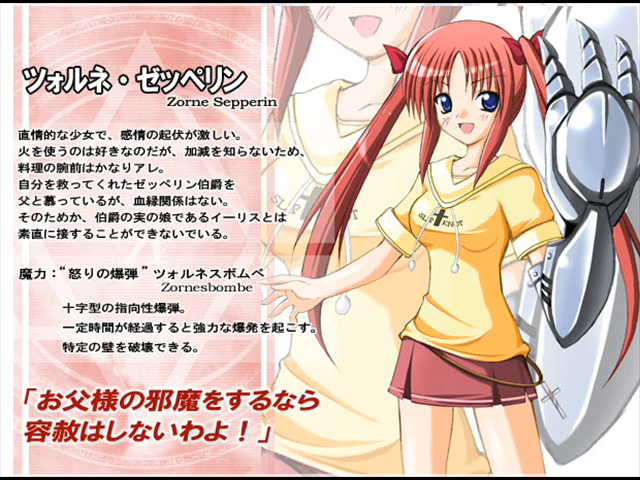 ツォルネ・ゼッペリン
Zorne Sepperin
直情的な少女で、感情の起伏が激しい。
火を使うのは好きなのだが、加減を知らないため、
料理の腕前はかなりアレ。
自分を救ってくれたゼッペリン伯爵を
父と慕っているが、血縁関係はない。
そのためか、伯爵の実の娘であるイーリスとは
素直に接することができないでいる。
魔力：“怒りの爆弾”ツォルネスボムベ
Zornesbombe
十字型の指向性爆弾。
一定時間が経過すると強力な爆発を起こす。
特定の壁を破壊できる。
「お父様の邪魔をするなら
容赦はしないわよ！」
SLIP KNOT
SLIP KNOT